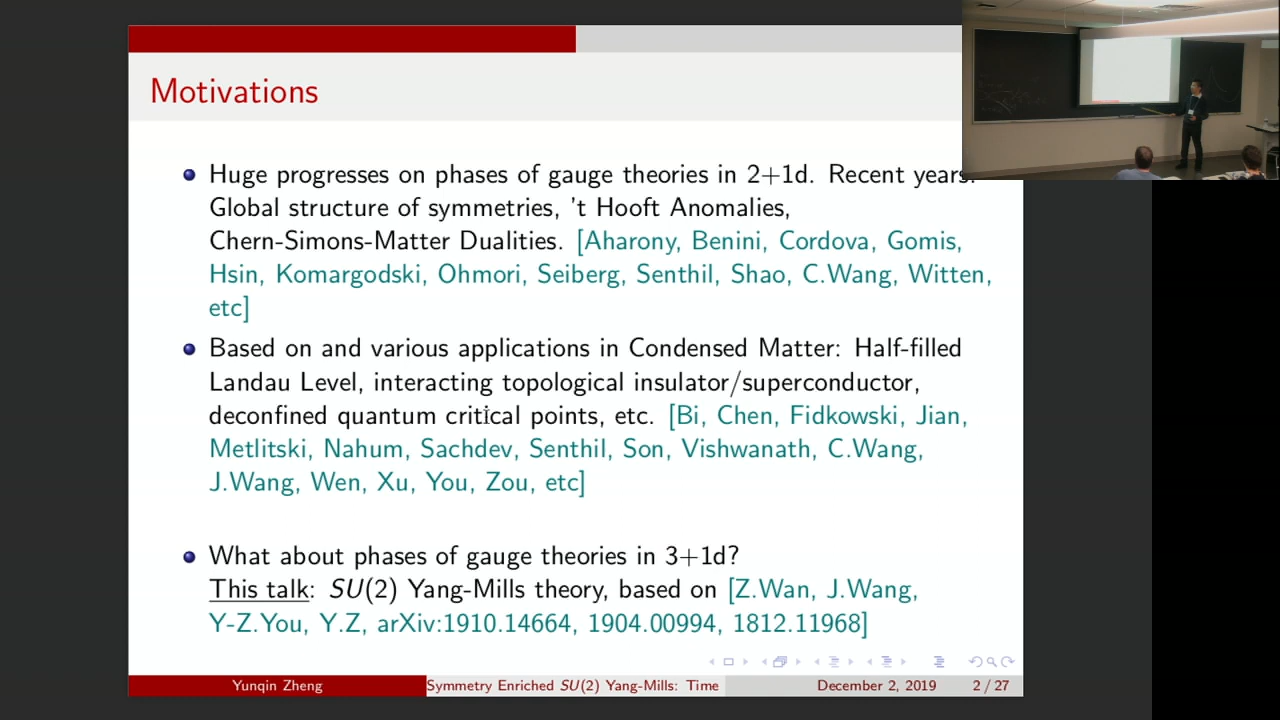 Motivations
Huge progresses on phases of gauge theories in 2+1d. Recent years:
Global structure of symmetries, 't Hooft Anomalies,
Chern-Simons-Matter Dualities. [Aharony, Benini, Cordova, Gomis,
Hsin, Komargodski, Ohmori, Seiberg, Senthil, Shao, C.Wang, Witten,
etc]
Based on and various applications in Condensed Matter: Half-filled
Landau Level, interacting topological insulator/superconductor,
deconfined quantum critical points, etc. [Bi, Chen, Fidkowski, Jian,
Metlitski, Nahum, Sachdev, Senthil, Son, Vishwanath, C.Wang,
J.Wang, Wen, Xu, You, Zou, etc]
What about phases of gauge theories in 3+1d?
This talk: SU(2) Yang-Mills theory, based on [Z.Wan, J.Wang,
Y-Z.You, Y.Z, arXiv:1910.14664, 1904.00994, 1812.11968]
Yunqin Zheng Symmetry Enriched SU(2) Yang-Mills: Time December 2, 2019 2 / 27